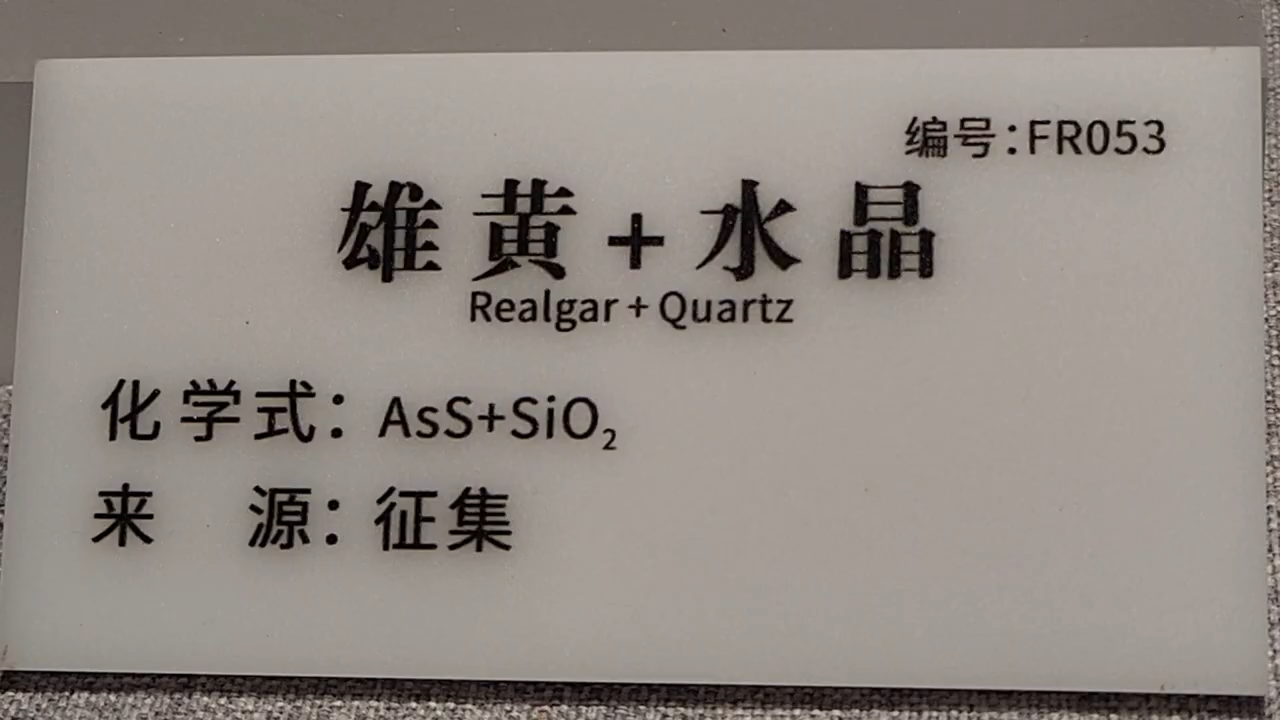 编号:FR053
雄黄+水晶
Realgar + Quartz
化学式：AsS+SiO₂
来 源：征集